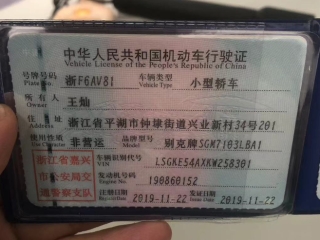 中华人民共和国机动车行驶证
Vehicle License of the People's Republic of China
号牌号码 浙F6AV81 车辆类型 小型轿车
Plate No. Vehicle Type
所有人 王灿
Owner
住址 浙江省平湖市钟埭街道兴业新村34号201
Address
使用性质 非营运 品牌型号 别克牌SGM7103LBA1
Use Character Model
浙江省嘉兴 车辆识别代号 LSGKE54AXKW258301
VIN
市公安局交 发动机号码 190860152
Engine No.
通警察支队 注册日期 2019-11-22 发证日期 2019-11-22